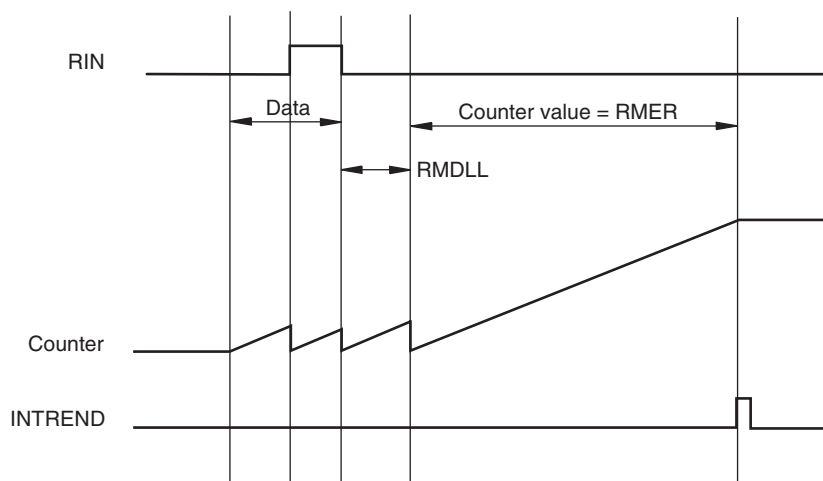 RIN
Data
Counter value = RMER
RMDLL
Counter
INTREND